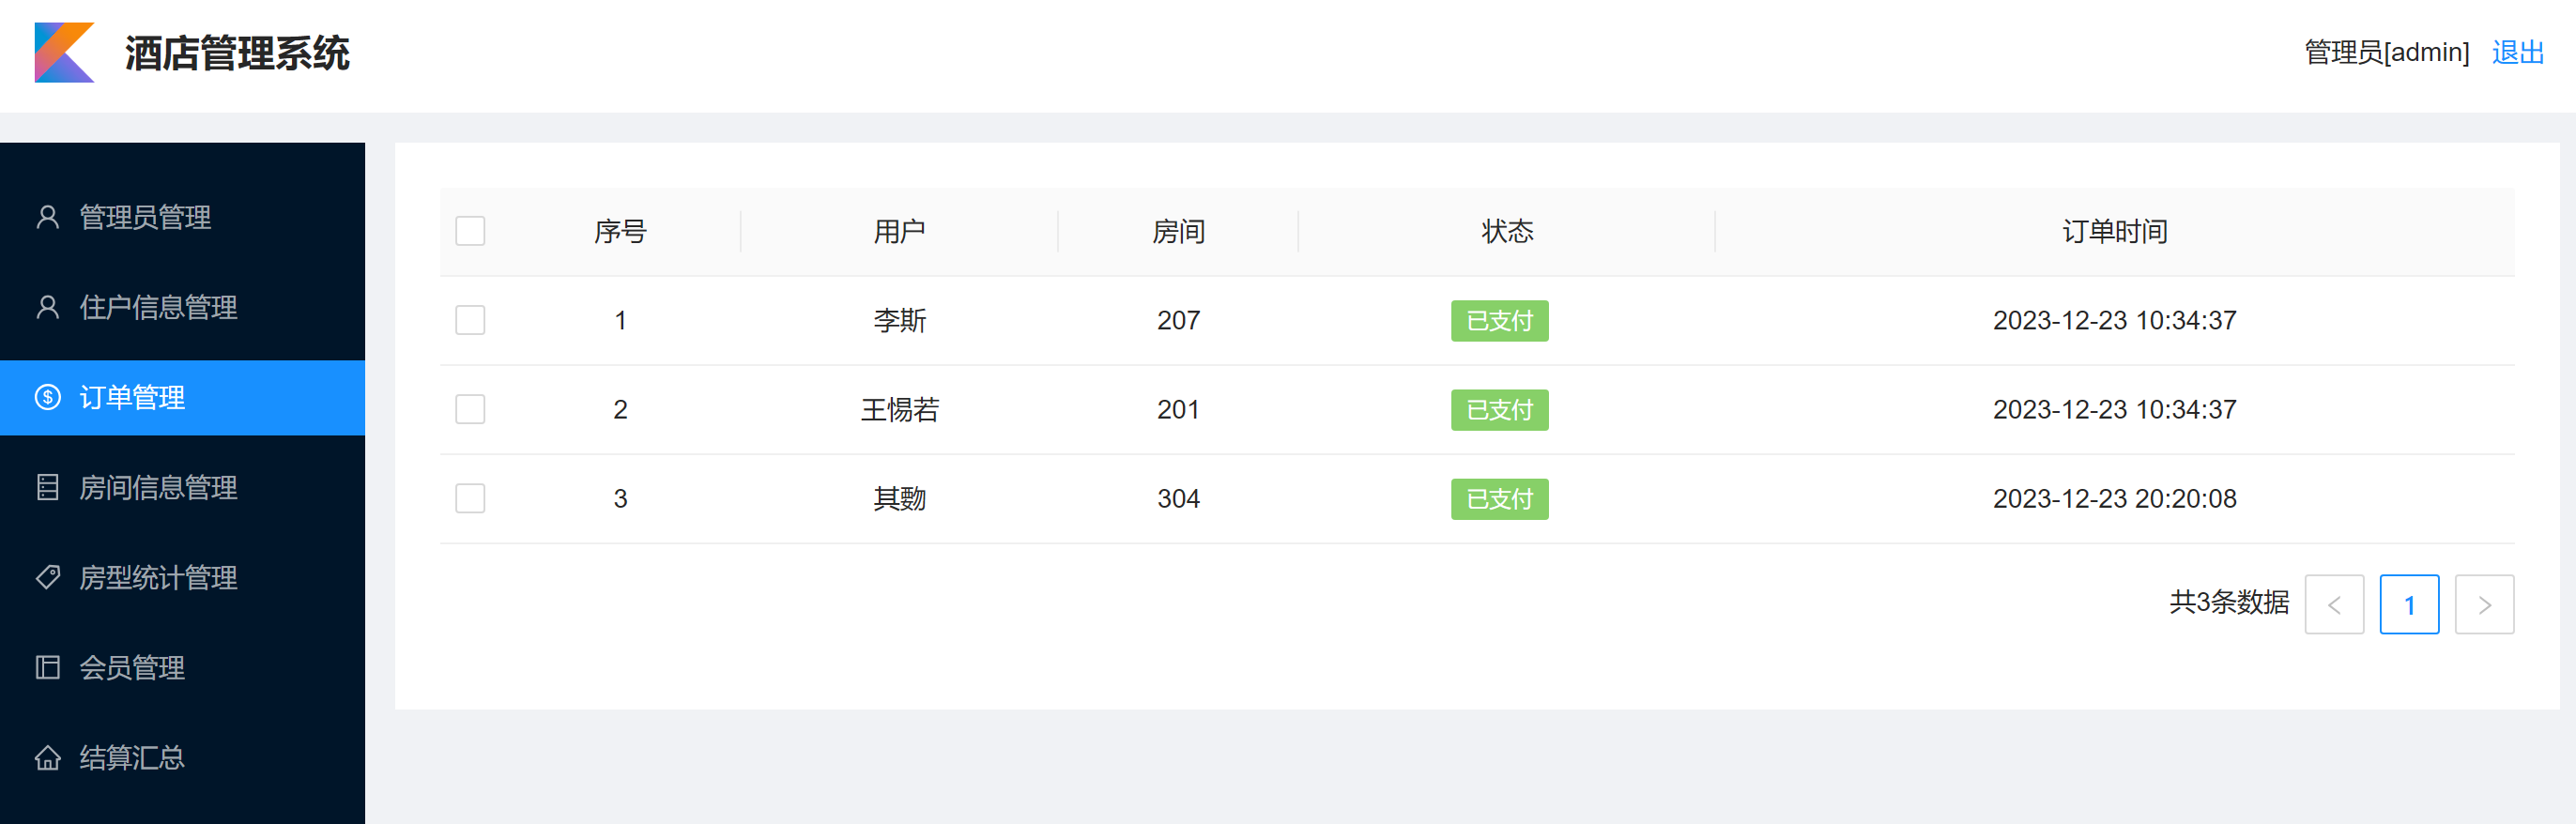 酒店管理系统
管理员[admin] 退出
管理员管理
住户信息管理
订单管理
房间信息管理
房型统计管理
会员管理
结算汇总
序号 用户 房间 状态 订单时间
1 李斯 207 已支付 2023-12-23 10:34:37
2 王惕若 201 已支付 2023-12-23 10:34:37
3 304 已支付 2023-12-23 20:20:08
共3条数据 < 1 >